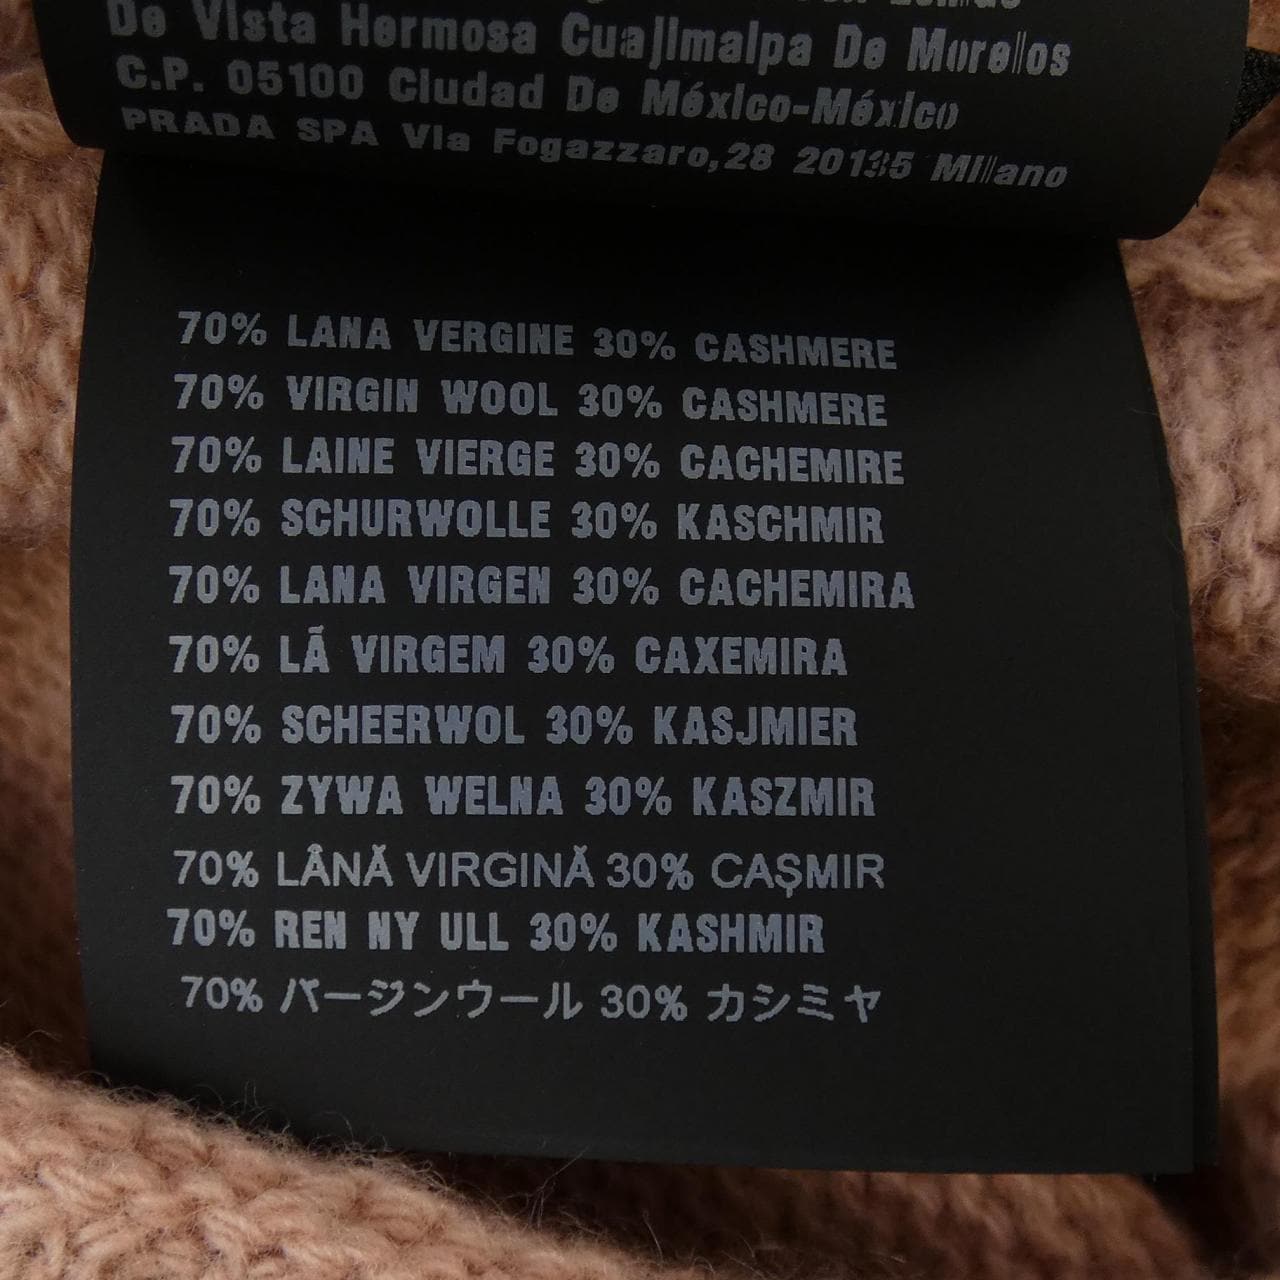 De Vista Hermosa Cuajimalpa De Morelos
C.P. 05100 Ciudad De México-México
PRADA SPA Via Fogazzaro,28 20135 Milano
70% LANA VERGINE 30% CASHMERE
70% VIRGIN WOOL 30% CASHMERE
70% LAINE VIERGE 30% CACHEMIRE
70% SCHURWOLLE 30% KASCHMIR
70% LANA VIRGEN 30% CACHEMIRA
70% LÃ VIRGEM 30% CAXEMIRA
70% SCHEERWOL 30% KASJMIER
70% ZYWA WELNA 30% KASZMIR
70% LÂNĂ VIRGINĂ 30% CAŞMIR
70% REN NY ULL 30% KASHMIR
70% バージンウール 30% カシミヤ